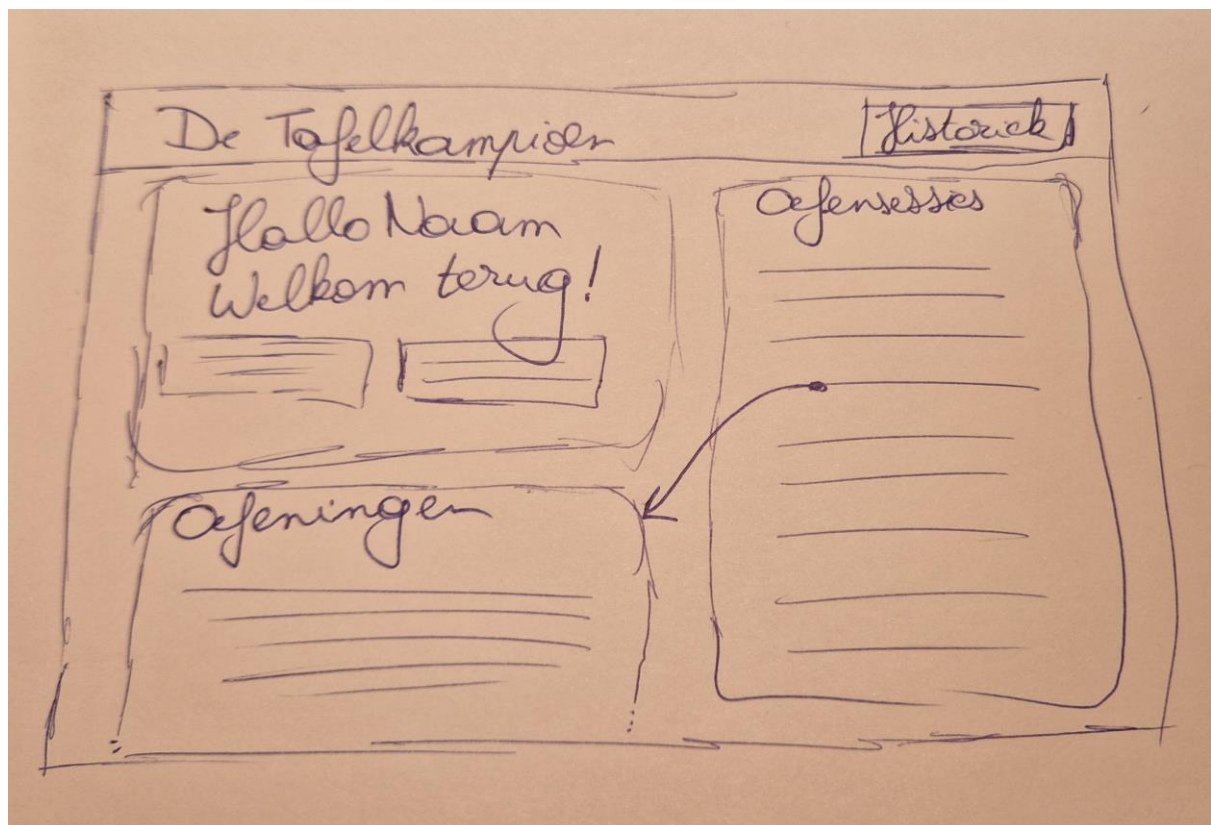 De Tafelkampioen
Historiek
Hallo Naam
Welkom terug!
Oefensessies
Oefeningen